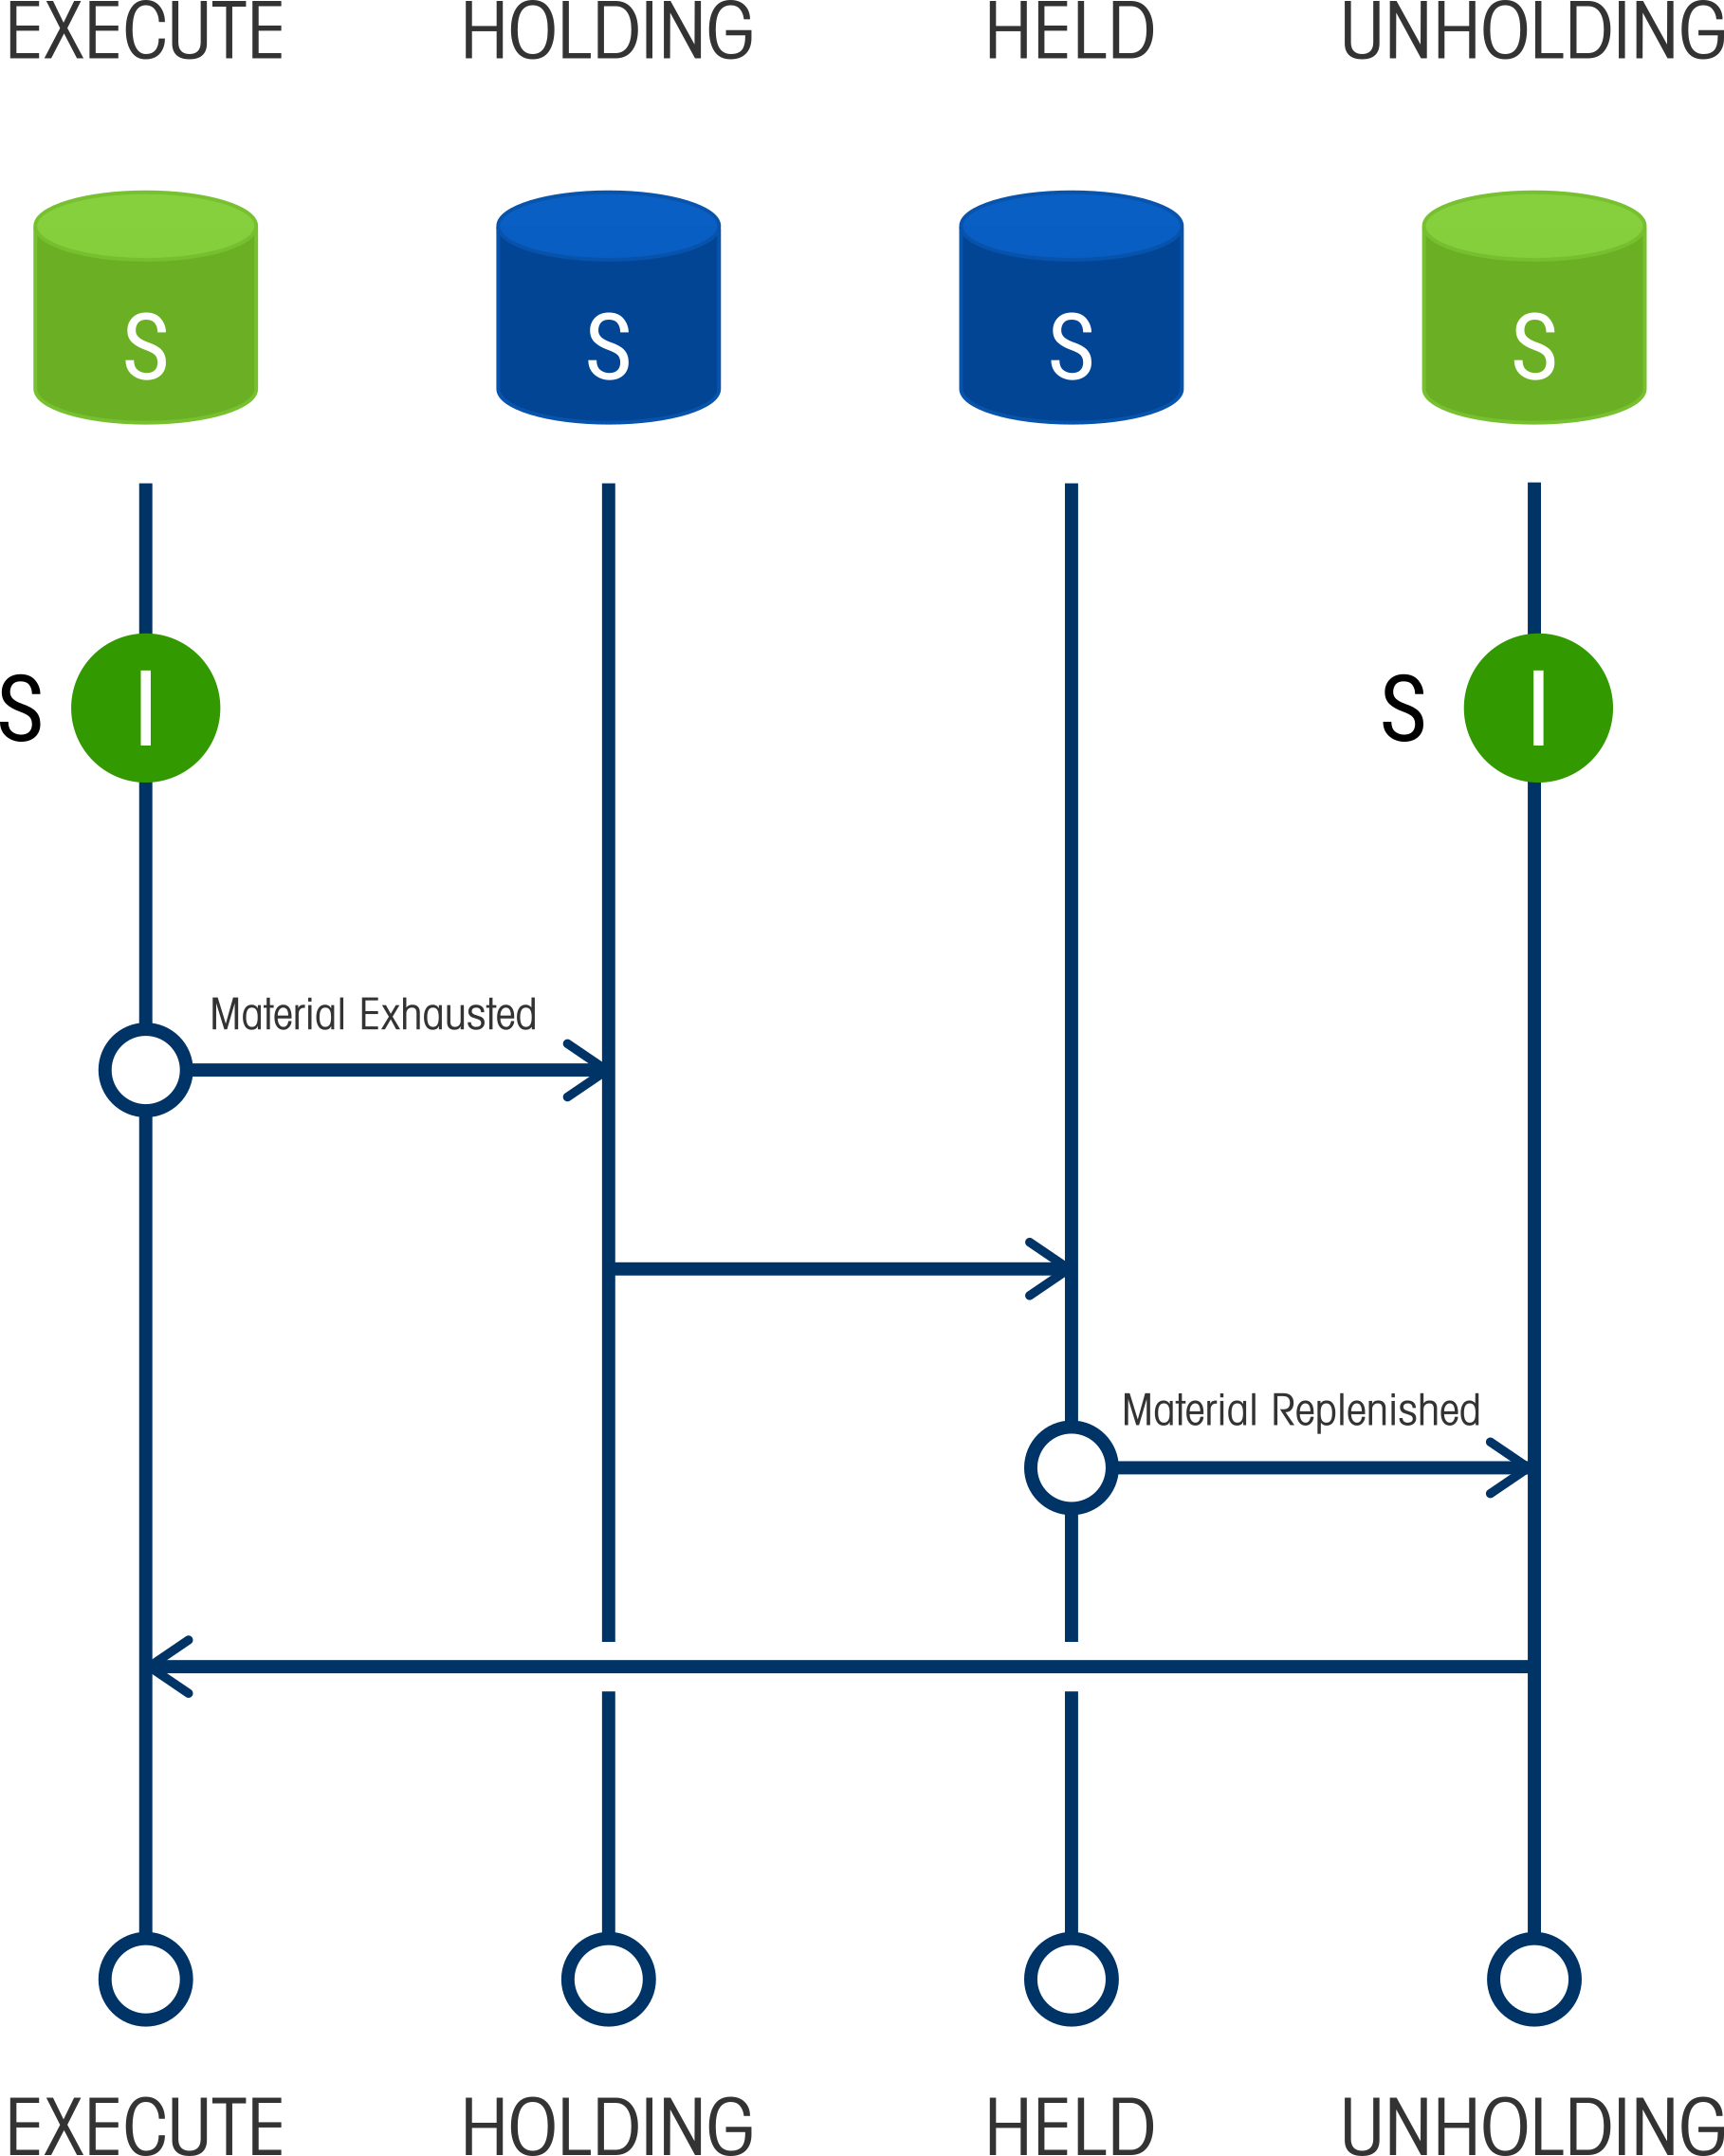 EXECUTE HOLDING HELD UNHOLDING
S S S S
S I S I
Material Exhausted
Material Replenished
EXECUTE HOLDING HELD UNHOLDING